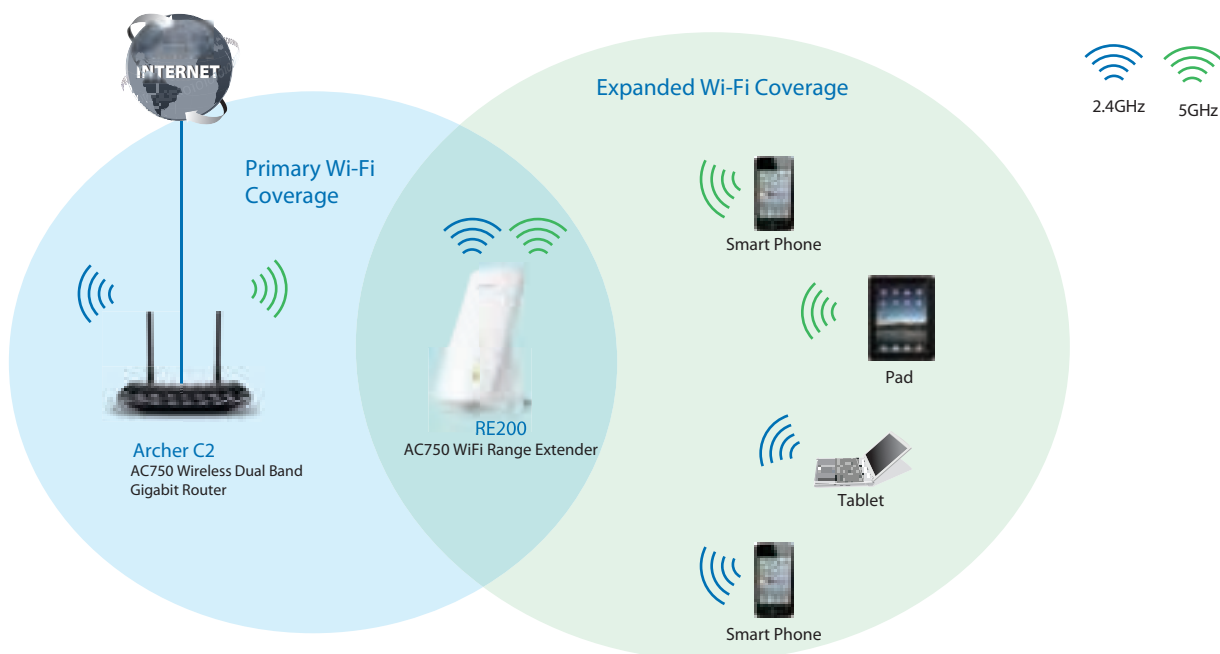 INTERNET
Expanded Wi-Fi Coverage
2.4GHz
5GHz
Primary Wi-Fi
Coverage
Smart Phone
Pad
RE200
AC750 WiFi Range Extender
Archer C2
AC750 Wireless Dual Band
Gigabit Router
Tablet
Smart Phone